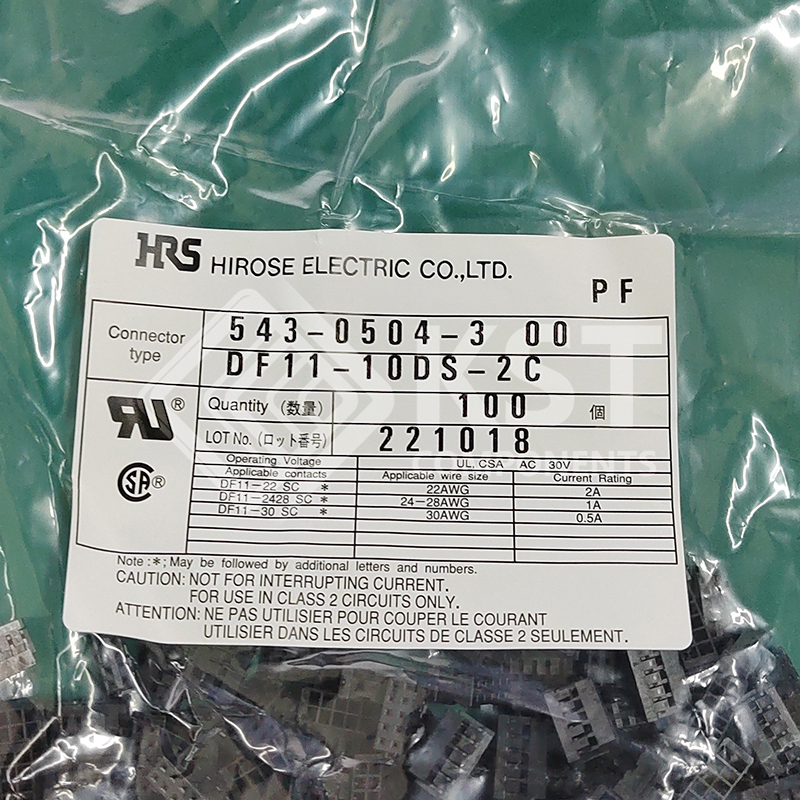 HRS HIROSE ELECTRIC CO.,LTD.
PF
Connector type
543-0504-3 00
DF11-10DS-2C
Quantity (数量) 100 個
LOT No. (ロット番号) 221018
RU ®
SA ®
Operating Voltage UL. CSA AC 30V
Applicable contacts Applicable wire size Current Rating
DF11-22 SC * 22AWG 2A
DF11-2428 SC * 24-28AWG 1A
DF11-30 SC * 30AWG 0.5A
Note :*; May be followed by additional letters and numbers.
CAUTION: NOT FOR INTERRUPTING CURRENT.
FOR USE IN CLASS 2 CIRCUITS ONLY.
ATTENTION: NE PAS UTILISER POUR COUPER LE COURANT
UTILISER DANS LES CIRCUITS DE CLASSE 2 SEULEMENT.
KST
COMPONENTS